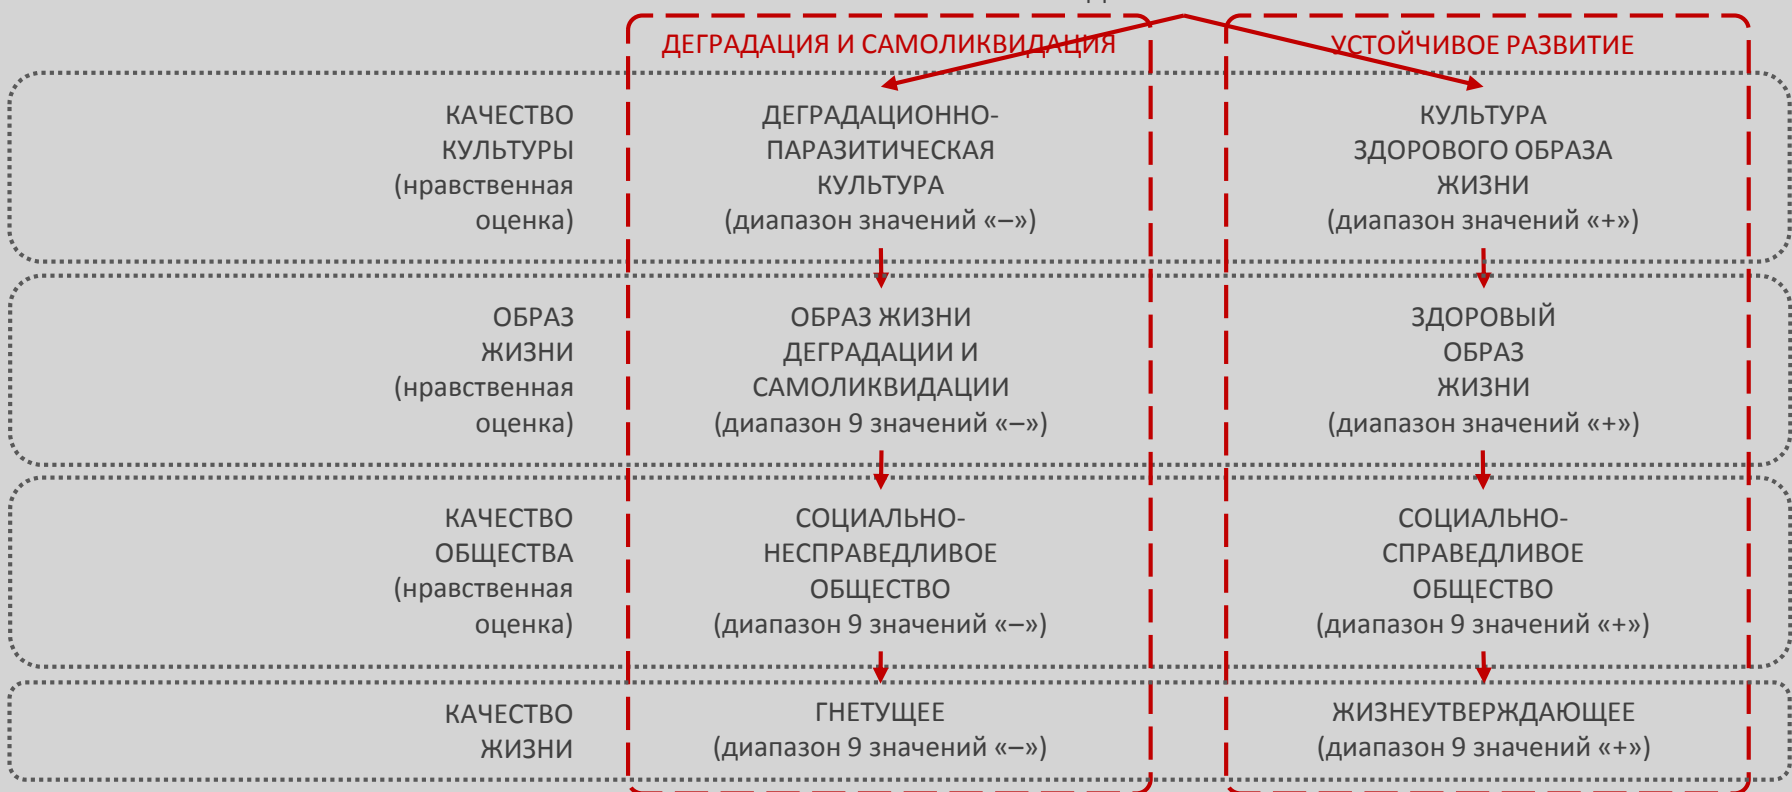 ДЕГРАДАЦИЯ И САМОЛИКВИДАЦИЯ
УСТОЙЧИВОЕ РАЗВИТИЕ
КАЧЕСТВО
КУЛЬТУРЫ
(нравственная
оценка)
ДЕГРАДАЦИОННО-
ПАРАЗИТИЧЕСКАЯ
КУЛЬТУРА
(диапазон значений «–»)
КУЛЬТУРА
ЗДОРОВОГО ОБРАЗА
ЖИЗНИ
(диапазон значений «+»)
ОБРАЗ
ЖИЗНИ
(нравственная
оценка)
ОБРАЗ ЖИЗНИ
ДЕГРАДАЦИИ И
САМОЛИКВИДАЦИИ
(диапазон 9 значений «–»)
ЗДОРОВЫЙ
ОБРАЗ
ЖИЗНИ
(диапазон значений «+»)
КАЧЕСТВО
ОБЩЕСТВА
(нравственная
оценка)
СОЦИАЛЬНО-
НЕСПРАВЕДЛИВОЕ
ОБЩЕСТВО
(диапазон 9 значений «–»)
СОЦИАЛЬНО-
СПРАВЕДЛИВОЕ
ОБЩЕСТВО
(диапазон 9 значений «+»)
КАЧЕСТВО
ЖИЗНИ
ГНЕТУЩЕЕ
(диапазон 9 значений «–»)
ЖИЗНЕУТВЕРЖДАЮЩЕЕ
(диапазон 9 значений «+»)